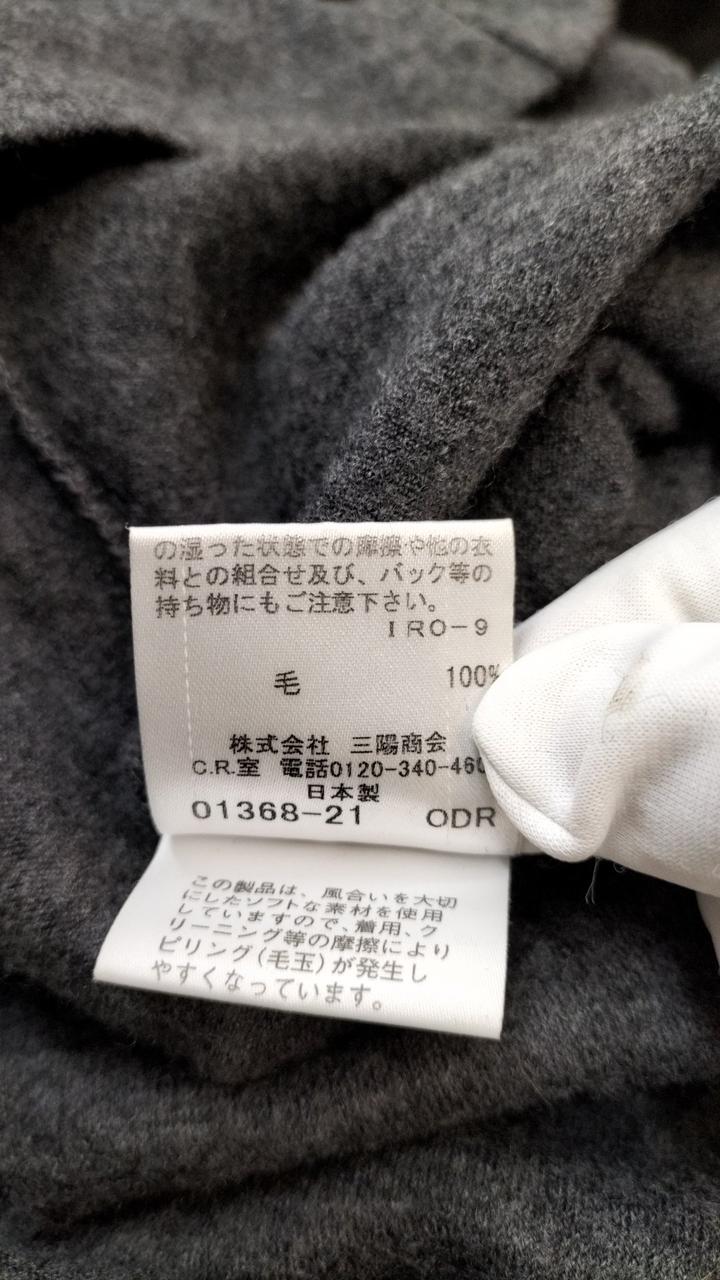 の湿った状態での摩擦や他の衣
料との組合せ及び、バック等の
持ち物にもご注意下さい。
IRO-9
毛 100%
株式会社 三陽商会
C.R.室 電話0120-340-460
日本製
01368-21 ODR
この製品は、風合いを大切
にしたソフトな素材を使用
していますので、着用、ク
リーニング等の摩擦により
ピリング(毛玉)が発生し
やすくなっています。